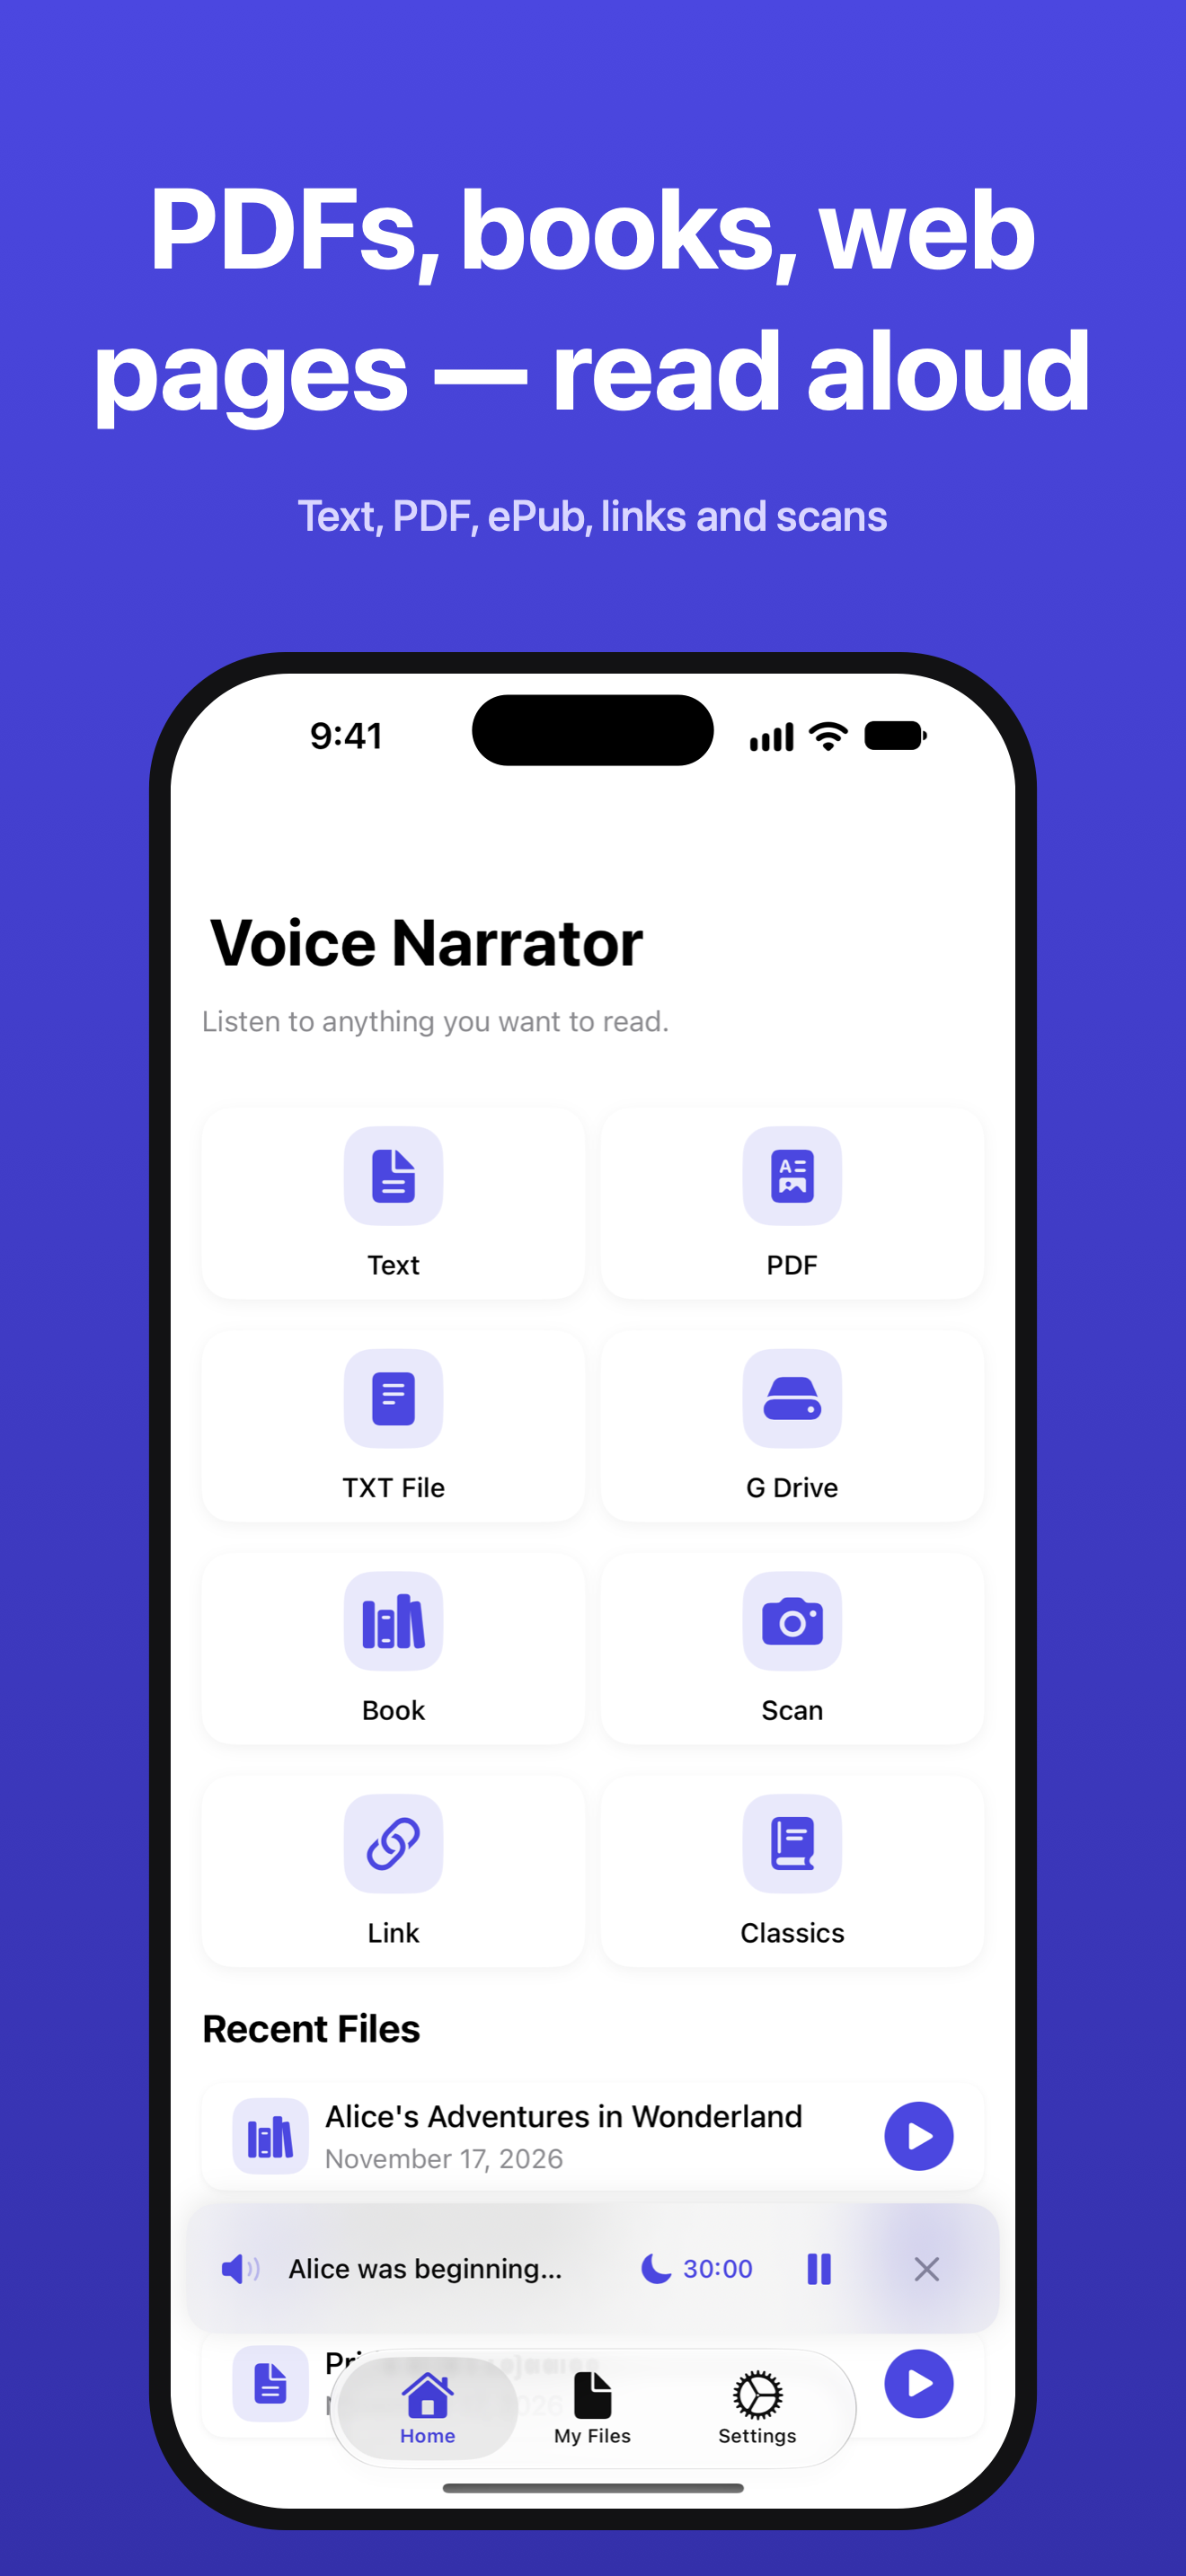 PDFs, books, web
pages — read aloud
Text, PDF, ePub, links and scans
9:41
Voice Narrator
Listen to anything you want to read.
Text
PDF
TXT File
G Drive
Book
Scan
Link
Classics
Recent Files
Alice's Adventures in Wonderland
November 17, 2026
Alice was beginning...
30:00
Home
My Files
Settings